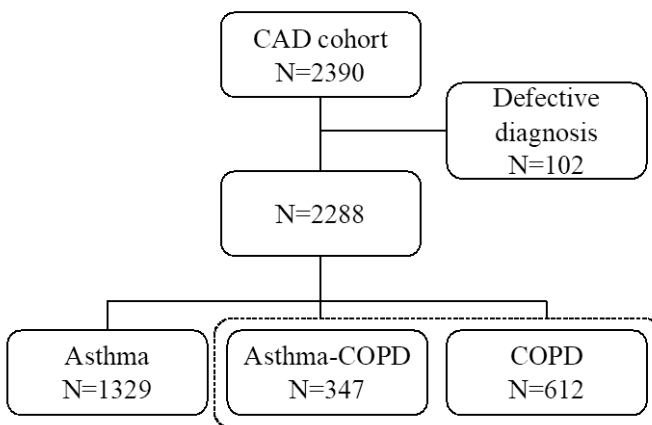 CAD cohort
N=2390
Defective
diagnosis
N=102
N=2288
Asthma
N=1329
Asthma-COPD
N=347
COPD
N=612